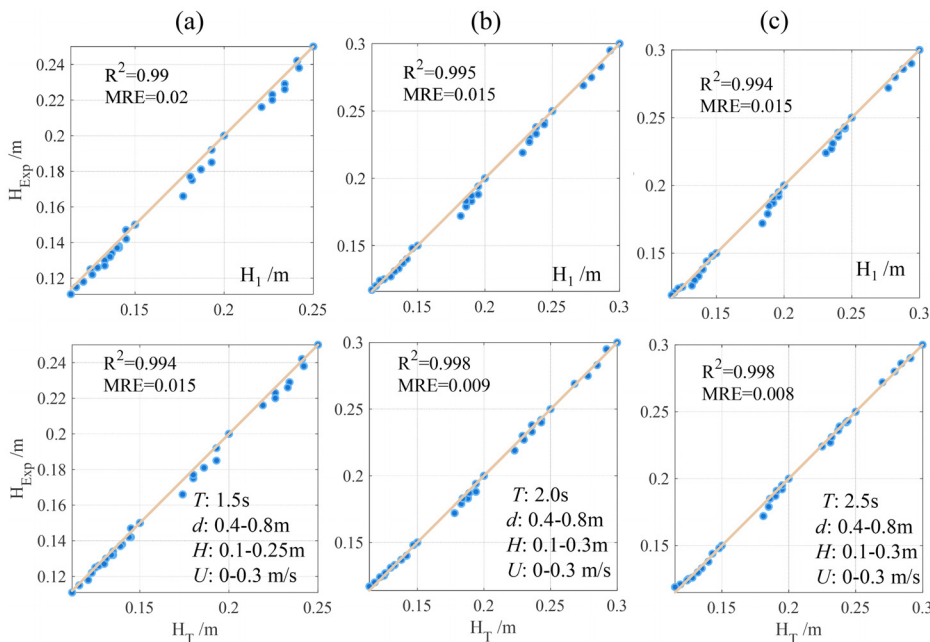 (a)
(b)
(c)
R²=0.99
MRE=0.02
H_Exp /m
H_1 /m
0.24
0.22
0.2
0.18
0.16
0.14
0.12
0.15
0.2
0.25
R²=0.995
MRE=0.015
H_1 /m
0.3
0.25
0.2
0.15
0.15
0.2
0.25
0.3
R²=0.994
MRE=0.015
H_1 /m
0.3
0.25
0.2
0.15
0.15
0.2
0.25
0.3
R²=0.994
MRE=0.015
T: 1.5s
d: 0.4-0.8m
H: 0.1-0.25m
U: 0-0.3 m/s
H_Exp /m
0.24
0.22
0.2
0.18
0.16
0.14
0.12
0.15
0.2
0.25
H_T /m
R²=0.998
MRE=0.009
T: 2.0s
d: 0.4-0.8m
H: 0.1-0.3m
U: 0-0.3 m/s
0.3
0.25
0.2
0.15
0.15
0.2
0.25
0.3
H_T /m
R²=0.998
MRE=0.008
T: 2.5s
d: 0.4-0.8m
H: 0.1-0.3m
U: 0-0.3 m/s
0.3
0.25
0.2
0.15
0.15
0.2
0.25
0.3
H_T /m